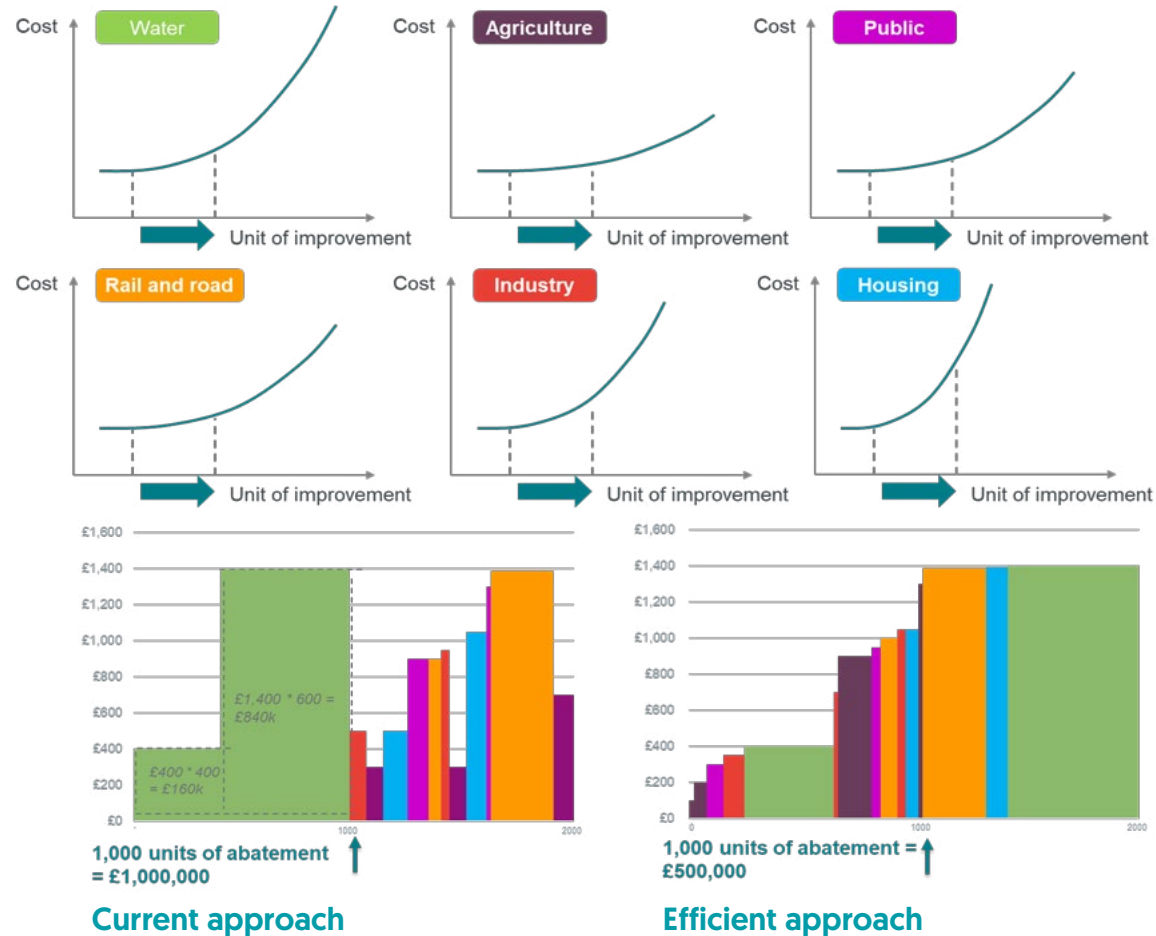 Cost
Water
Unit of improvement
Cost
Agriculture
Unit of improvement
Cost
Public
Unit of improvement
Cost
Rail and road
Unit of improvement
Cost
Industry
Unit of improvement
Cost
Housing
Unit of improvement
£1,600
£1,400
£1,200
£1,000
£800
£600
£400
£200
£0
£1,400 * 600 =
£840k
£400 * 400
= £160k
-
1000
2000
1,000 units of abatement
= £1,000,000
Current approach
£1,600
£1,400
£1,200
£1,000
£800
£600
£400
£200
£0
0
1000
2000
1,000 units of abatement =
£500,000
Efficient approach